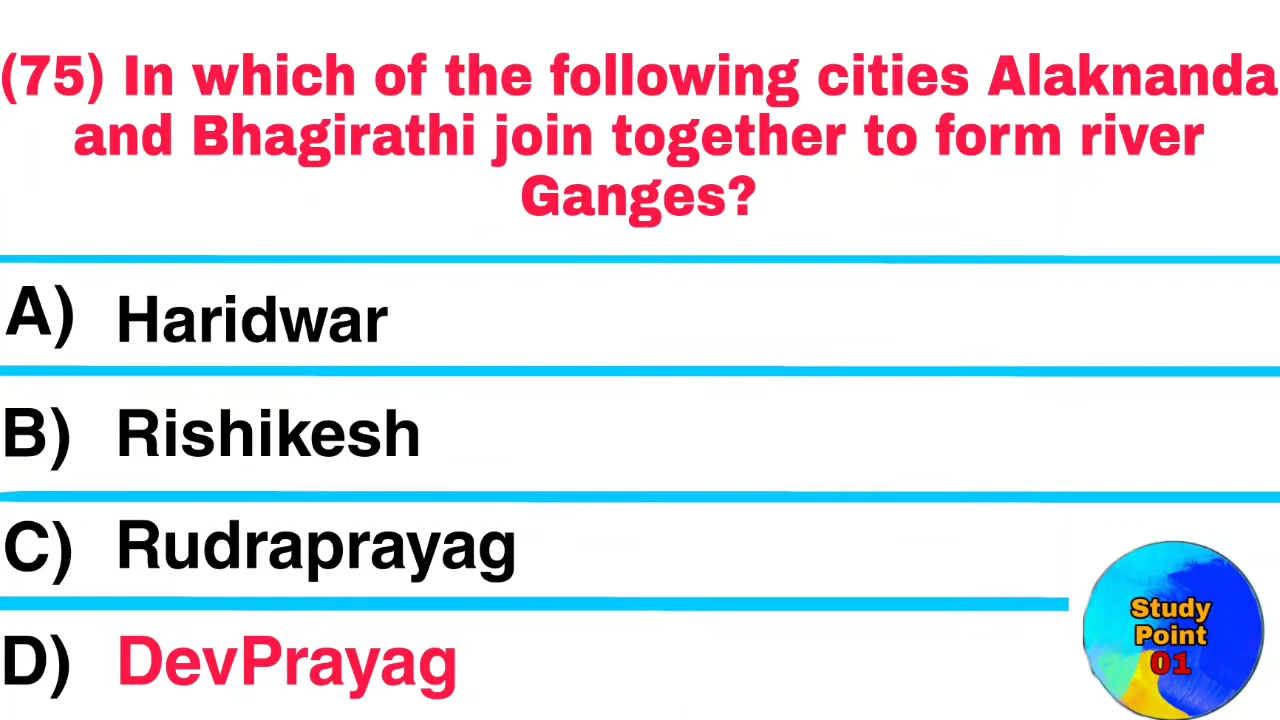 (75) In which of the following cities Alaknanda
and Bhagirathi join together to form river
Ganges?
A) Haridwar
B) Rishikesh
C) Rudraprayag
D) DevPrayag
Study
Point
01